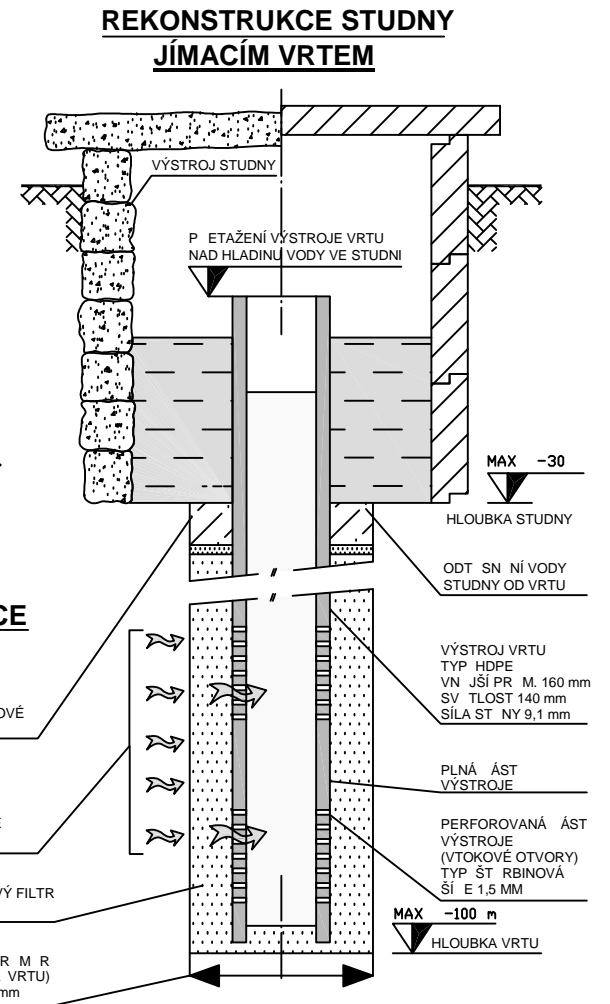 REKONSTRUKCE STUDNY
JÍMACÍM VRTEM
VÝSTROJ STUDNY
P ETAŽENÍ VÝSTROJE VRTU
NAD HLADINU VODY VE STUDNI
MAX -30
HLOUBKA STUDNY
ODT SN NÍ VODY
STUDNY OD VRTU
CE
VÝSTROJ VRTU
TYP HDPE
VN JŠÍ PR M. 160 mm
SV TLOST 140 mm
SÍLA ST NY 9,1 mm
OVÉ
PLNÁ ÁST
VÝSTROJE
E
PERFOROVANÁ ÁST
VÝSTROJE
(VTOKOVÉ OTVORY)
TYP ŠT RBINOVÁ
ŠÍ E 1,5 MM
VÝ FILTR
MAX -100 m
HLOUBKA VRTU
R M R
VRTU)
mm